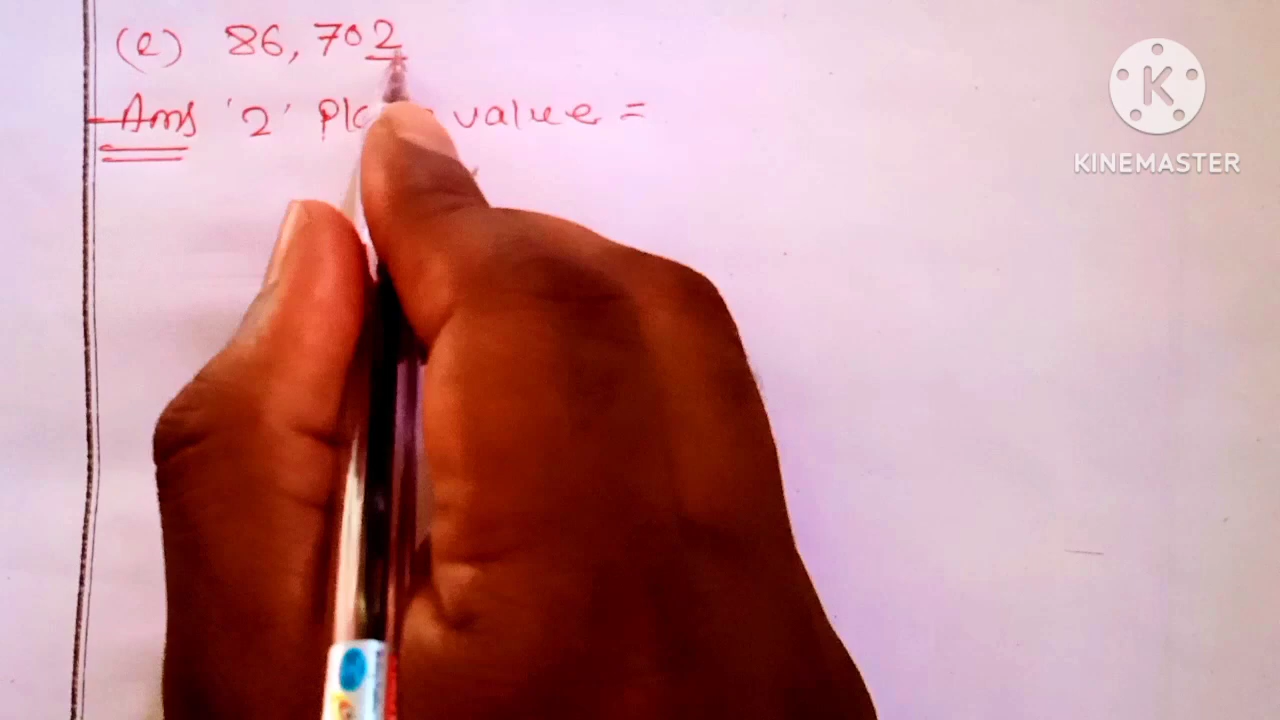 (e) 86,702
Ans '2' value =
K
KINEMASTER